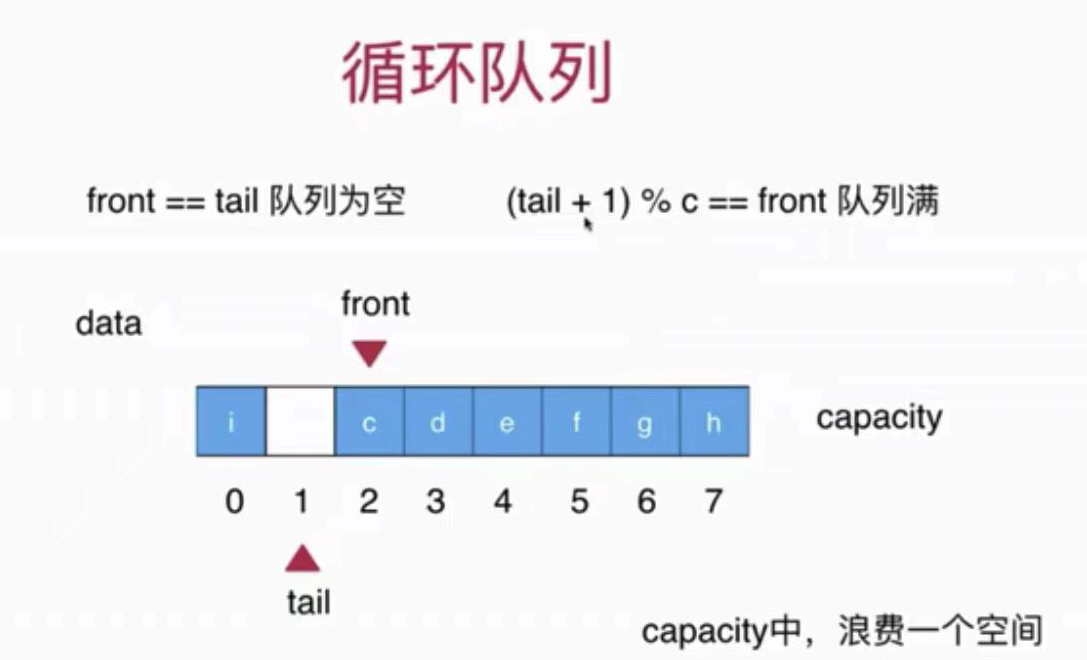 循环队列
front == tail 队列为空
(tail + 1) % c == front 队列满
front
data
i c d e f g h
capacity
0 1 2 3 4 5 6 7
tail
capacity中，浪费一个空间